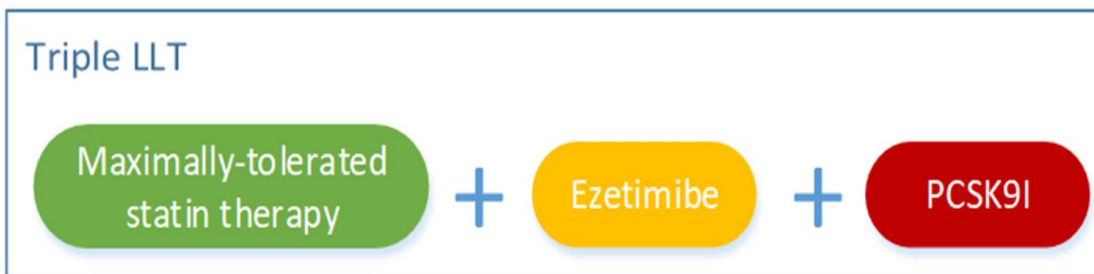 Triple LLT
Maximally-tolerated
statin therapy
+
Ezetimibe
+
PCSK9I